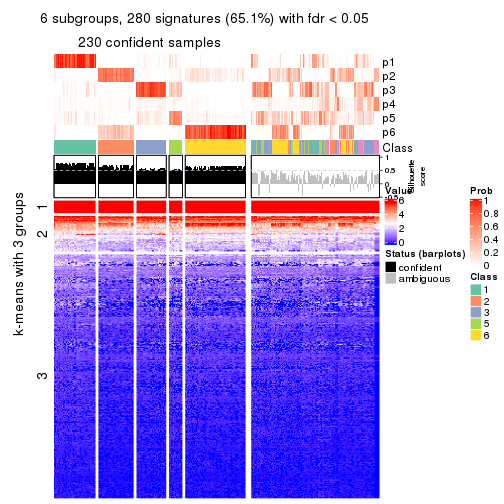 6 subgroups, 280 signatures (65.1%) with fdr < 0.05
230 confident samples
p1
p2
p3
p4
p5
p6
Class
1
0.5
0
-0.5
Silhouette
score
k-means with 3 groups
1
2
3
Value
6
4
2
0
Status (barplots)
confident
ambiguous
Prob
1
0.8
0.6
0.4
0.2
0
Class
1
2
3
5
6